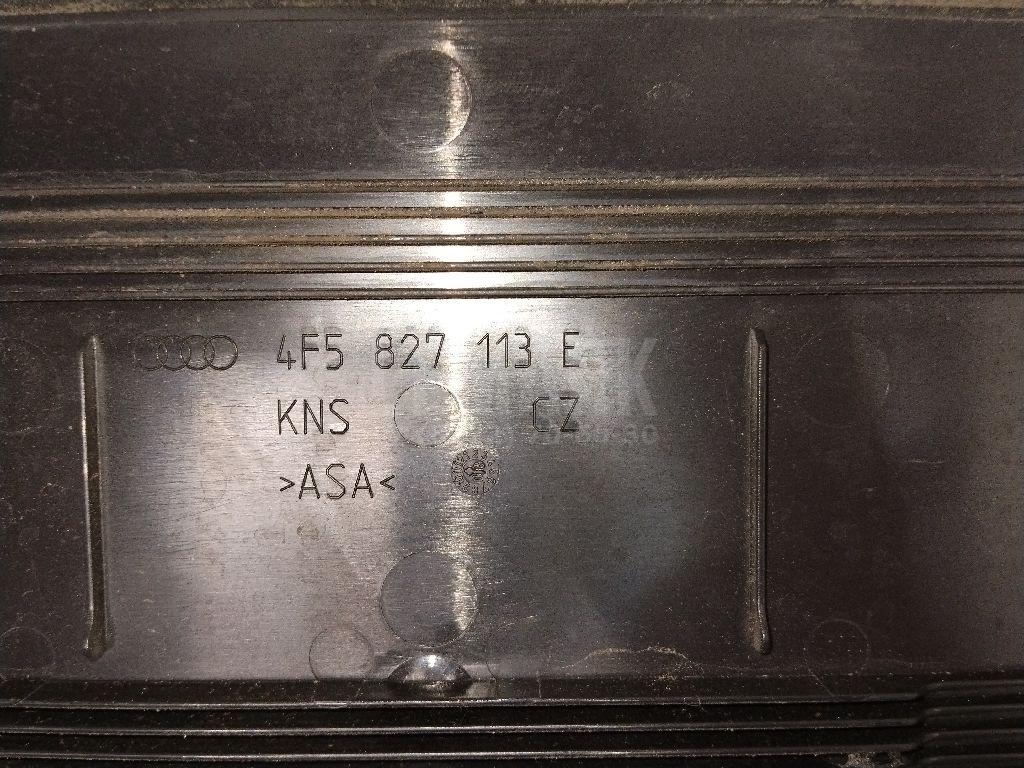 4F5 827 113 E
KNS CZ
>ASA<